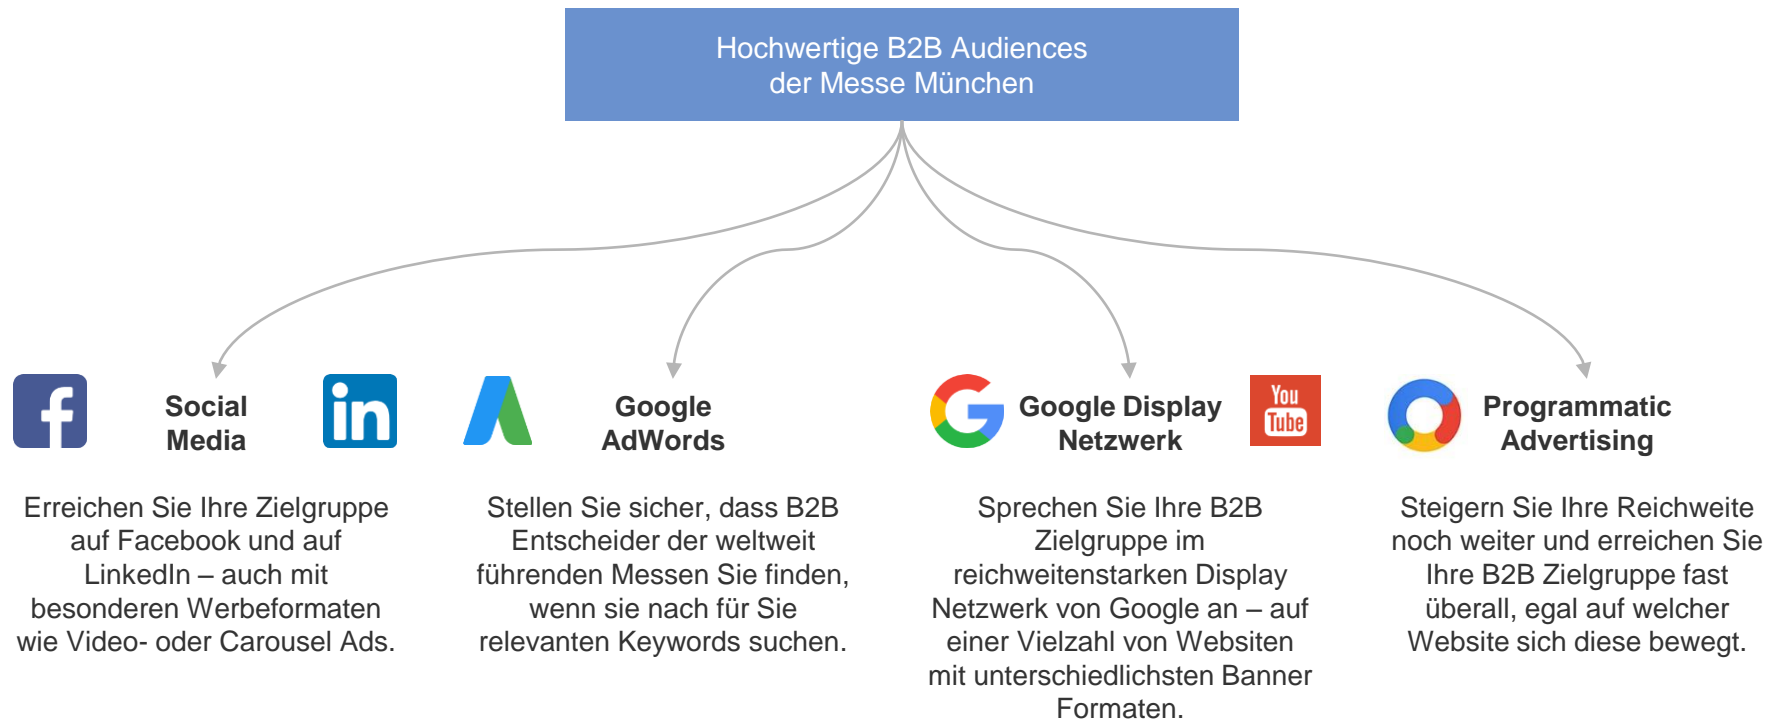 Hochwertige B2B Audiences
der Messe München
Social
Media
in
Erreichen Sie Ihre Zielgruppe
auf Facebook und auf
LinkedIn – auch mit
besonderen Werbeformaten
wie Video- oder Carousel Ads.
Google
AdWords
Stellen Sie sicher, dass B2B
Entscheider der weltweit
führenden Messen Sie finden,
wenn sie nach für Sie
relevanten Keywords suchen.
Google Display
Netzwerk
You
Tube
Sprechen Sie Ihre B2B
Zielgruppe im
reichweitenstarken Display
Netzwerk von Google an – auf
einer Vielzahl von Websiten
mit unterschiedlichsten Banner
Formaten.
Programmatic
Advertising
Steigern Sie Ihre Reichweite
noch weiter und erreichen Sie
Ihre B2B Zielgruppe fast
überall, egal auf welcher
Website sich diese bewegt.